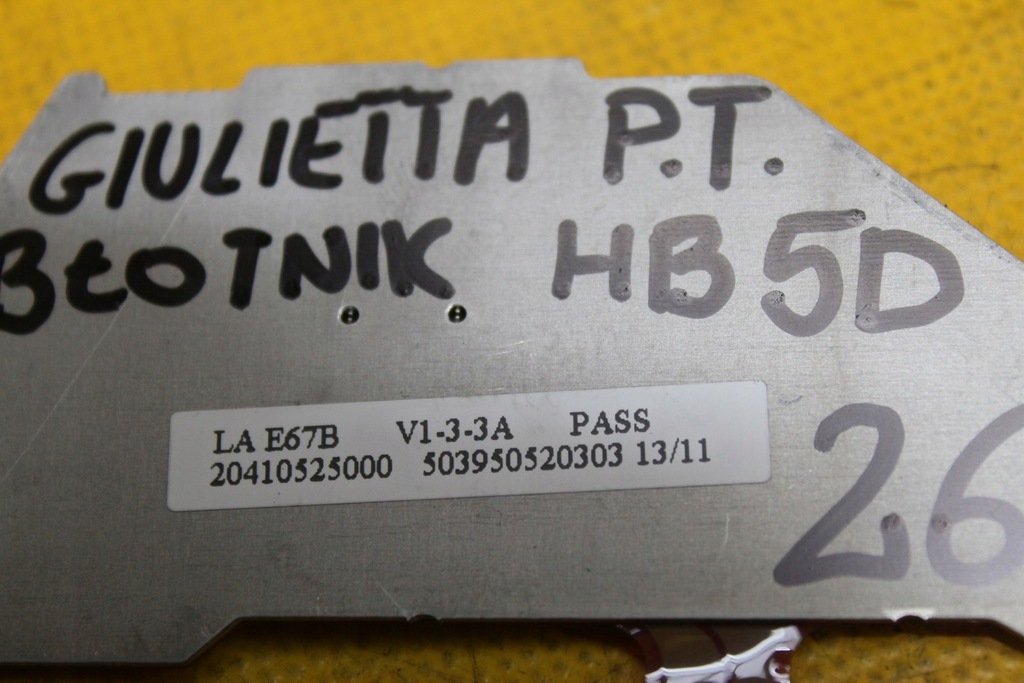 GIULIETTA P.T.
BŁOTNIK HB5D
26
LA E67B V1-3-3A PASS
20410525000 503950520303 13/11